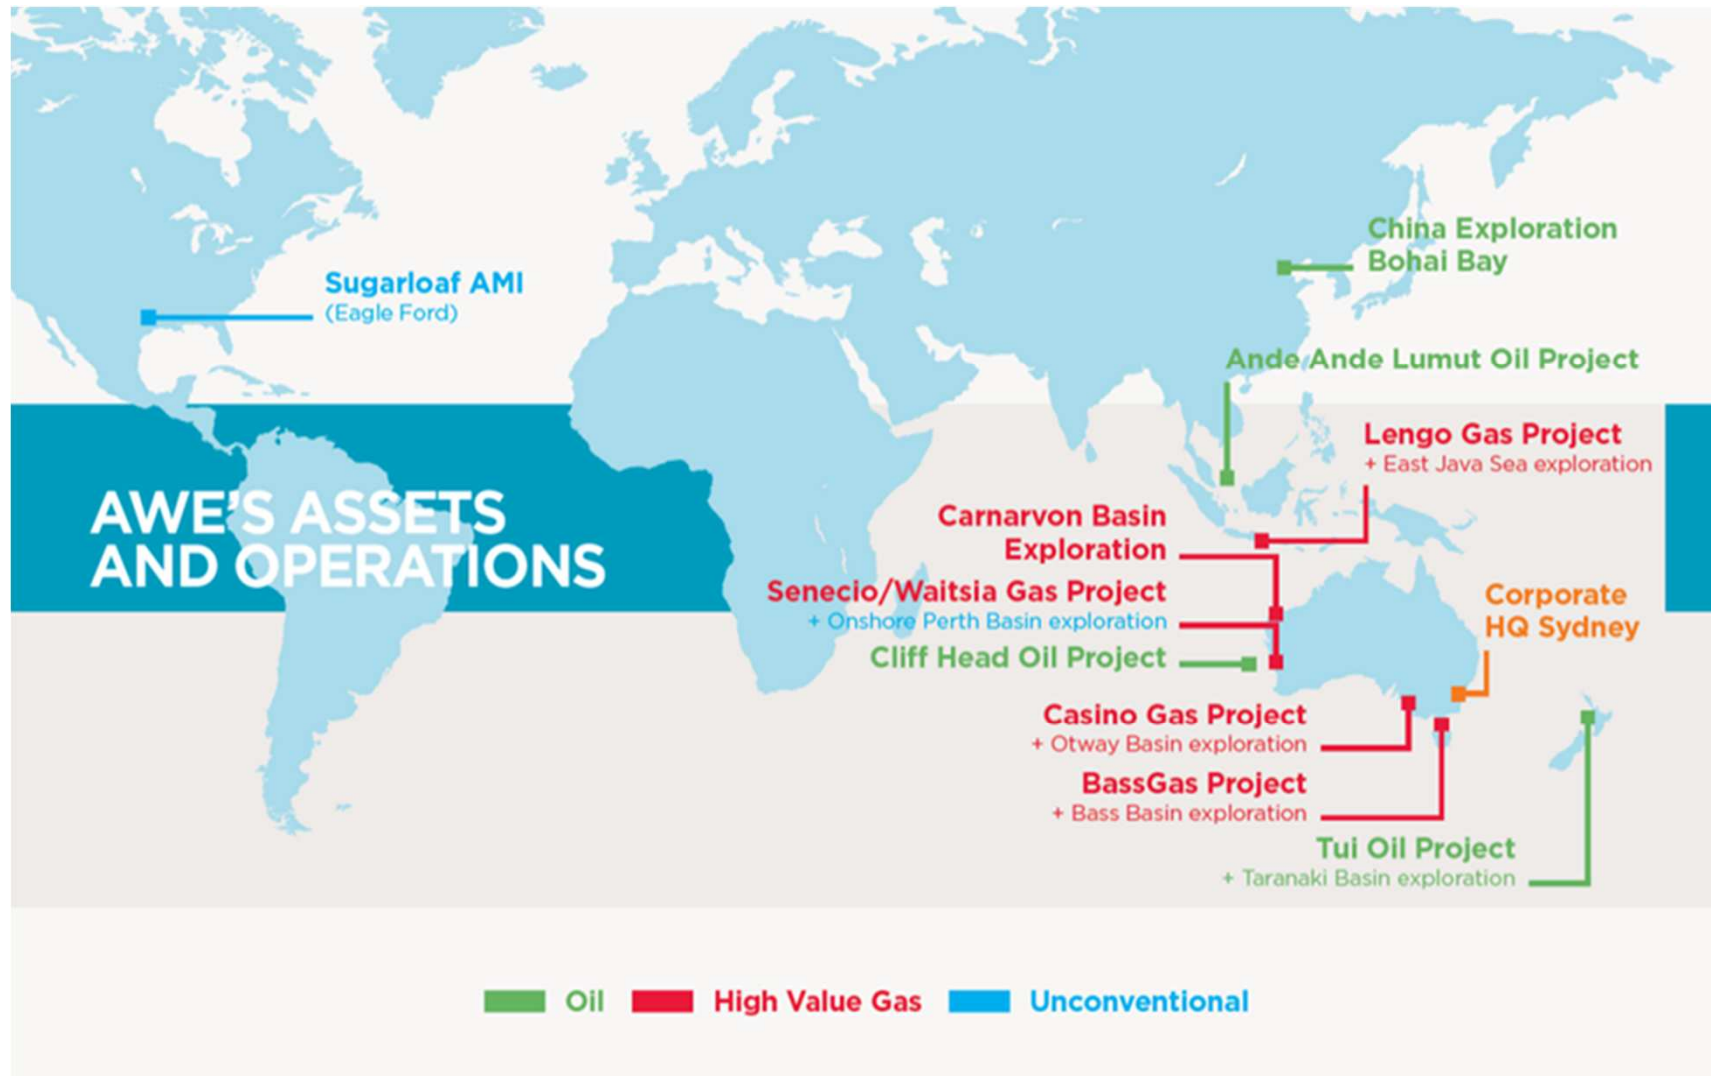 China Exploration
Bohai Bay
Sugarloaf AMI
(Eagle Ford)
Ande Ande Lumut Oil Project
Lengo Gas Project
+ East Java Sea exploration
AWE'S ASSETS
AND OPERATIONS
Carnarvon Basin
Exploration
Senecio/Waitsia Gas Project
+ Onshore Perth Basin exploration
Cliff Head Oil Project
Corporate
HQ Sydney
Casino Gas Project
+ Otway Basin exploration
BassGas Project
+ Bass Basin exploration
Tui Oil Project
+ Taranaki Basin exploration
Oil
High Value Gas
Unconventional